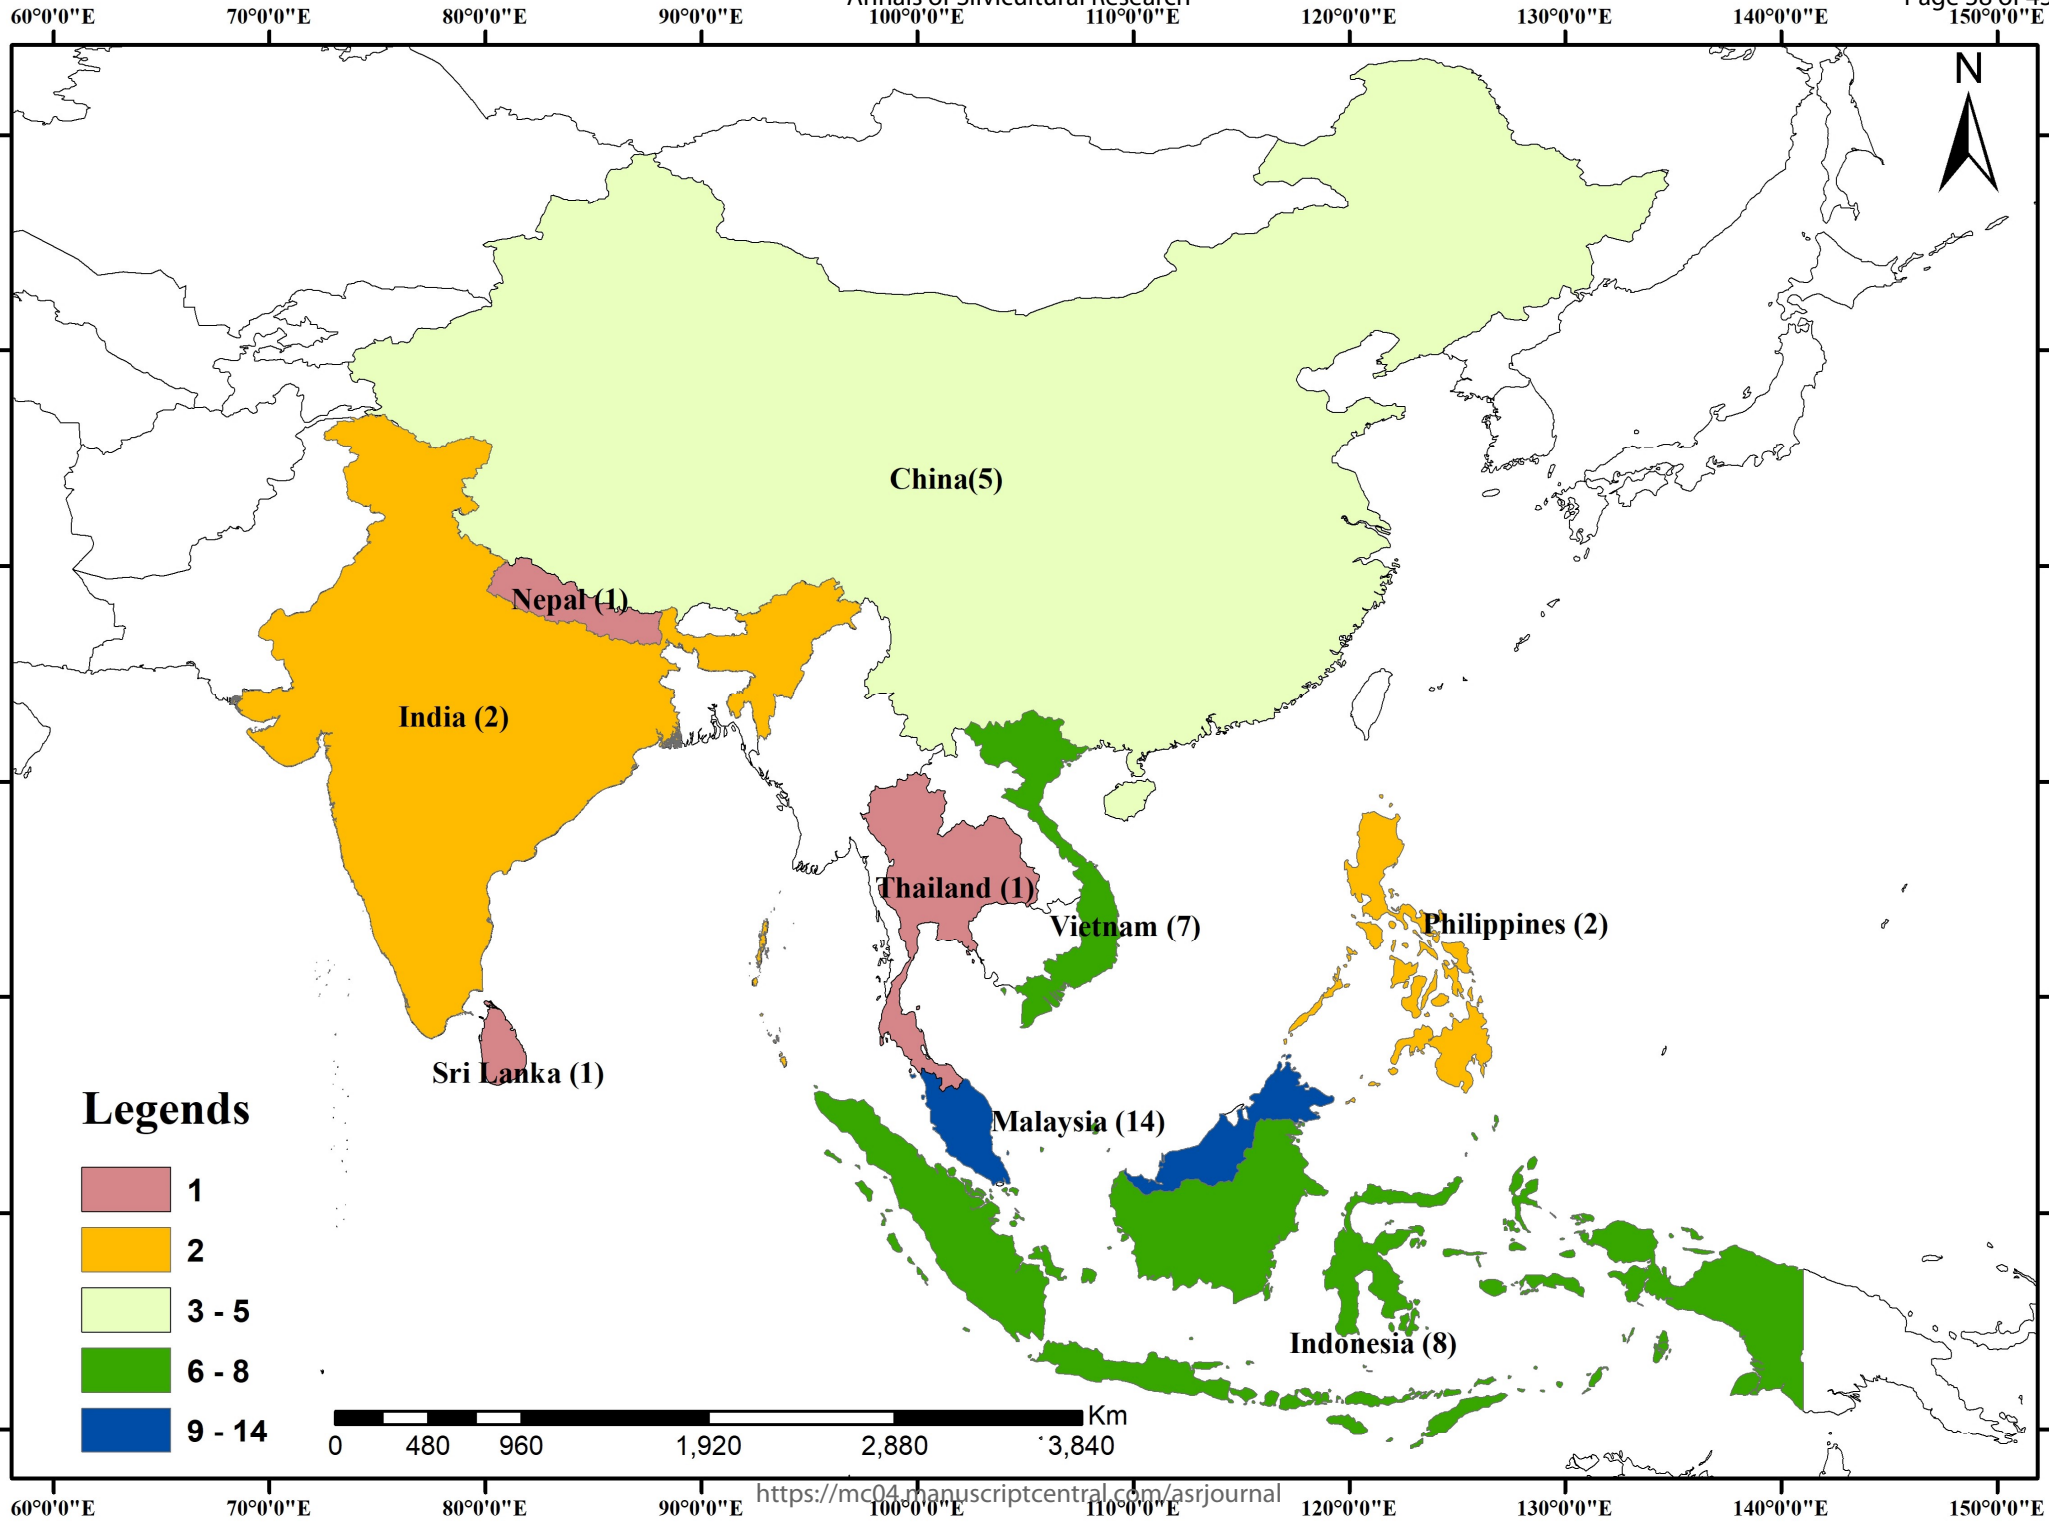 Annals of Silvicultural Research
60°0'0"E 70°0'0"E 80°0'0"E 90°0'0"E 100°0'0"E 110°0'0"E 120°0'0"E 130°0'0"E 140°0'0"E 150°0'0"E
N
China(5)
Nepal (1)
India (2)
Thailand (1)
Vietnam (7)
Philippines (2)
Sri Lanka (1)
Malaysia (14)
Indonesia (8)
Legends
1
2
3 - 5
6 - 8
9 - 14
Km
0 480 960 1,920 2,880 3,840
https://mc04.manuscriptcentral.com/asrjournal
60°0'0"E 70°0'0"E 80°0'0"E 90°0'0"E 100°0'0"E 110°0'0"E 120°0'0"E 130°0'0"E 140°0'0"E 150°0'0"E